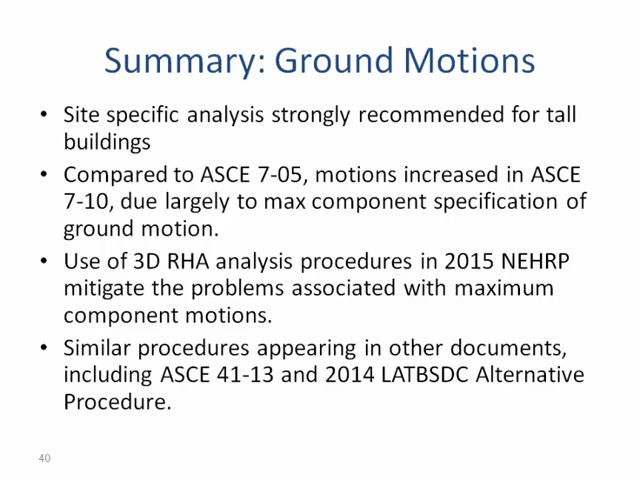 Summary: Ground Motions
• Site specific analysis strongly recommended for tall
buildings
• Compared to ASCE 7-05, motions increased in ASCE
7-10, due largely to max component specification of
ground motion.
• Use of 3D RHA analysis procedures in 2015 NEHRP
mitigate the problems associated with maximum
component motions.
• Similar procedures appearing in other documents,
including ASCE 41-13 and 2014 LATBSDC Alternative
Procedure.
40